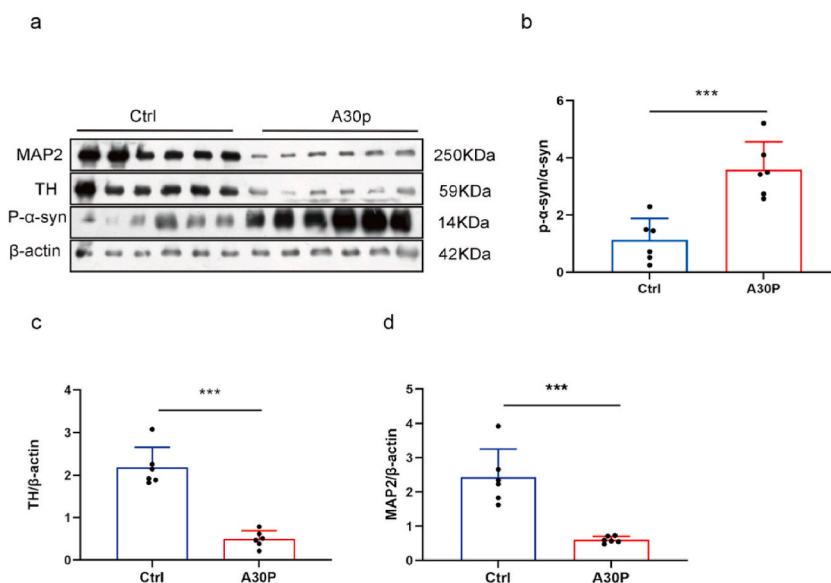 a
Ctrl A30p
MAP2 250KDa
TH 59KDa
P-α-syn 14KDa
β-actin 42KDa
b
***
p-α-syn/α-syn
6
4
2
0
Ctrl A30P
c
***
TH/β-actin
4
3
2
1
0
Ctrl A30P
d
***
MAP2/β-actin
5
4
3
2
1
0
Ctrl A30P